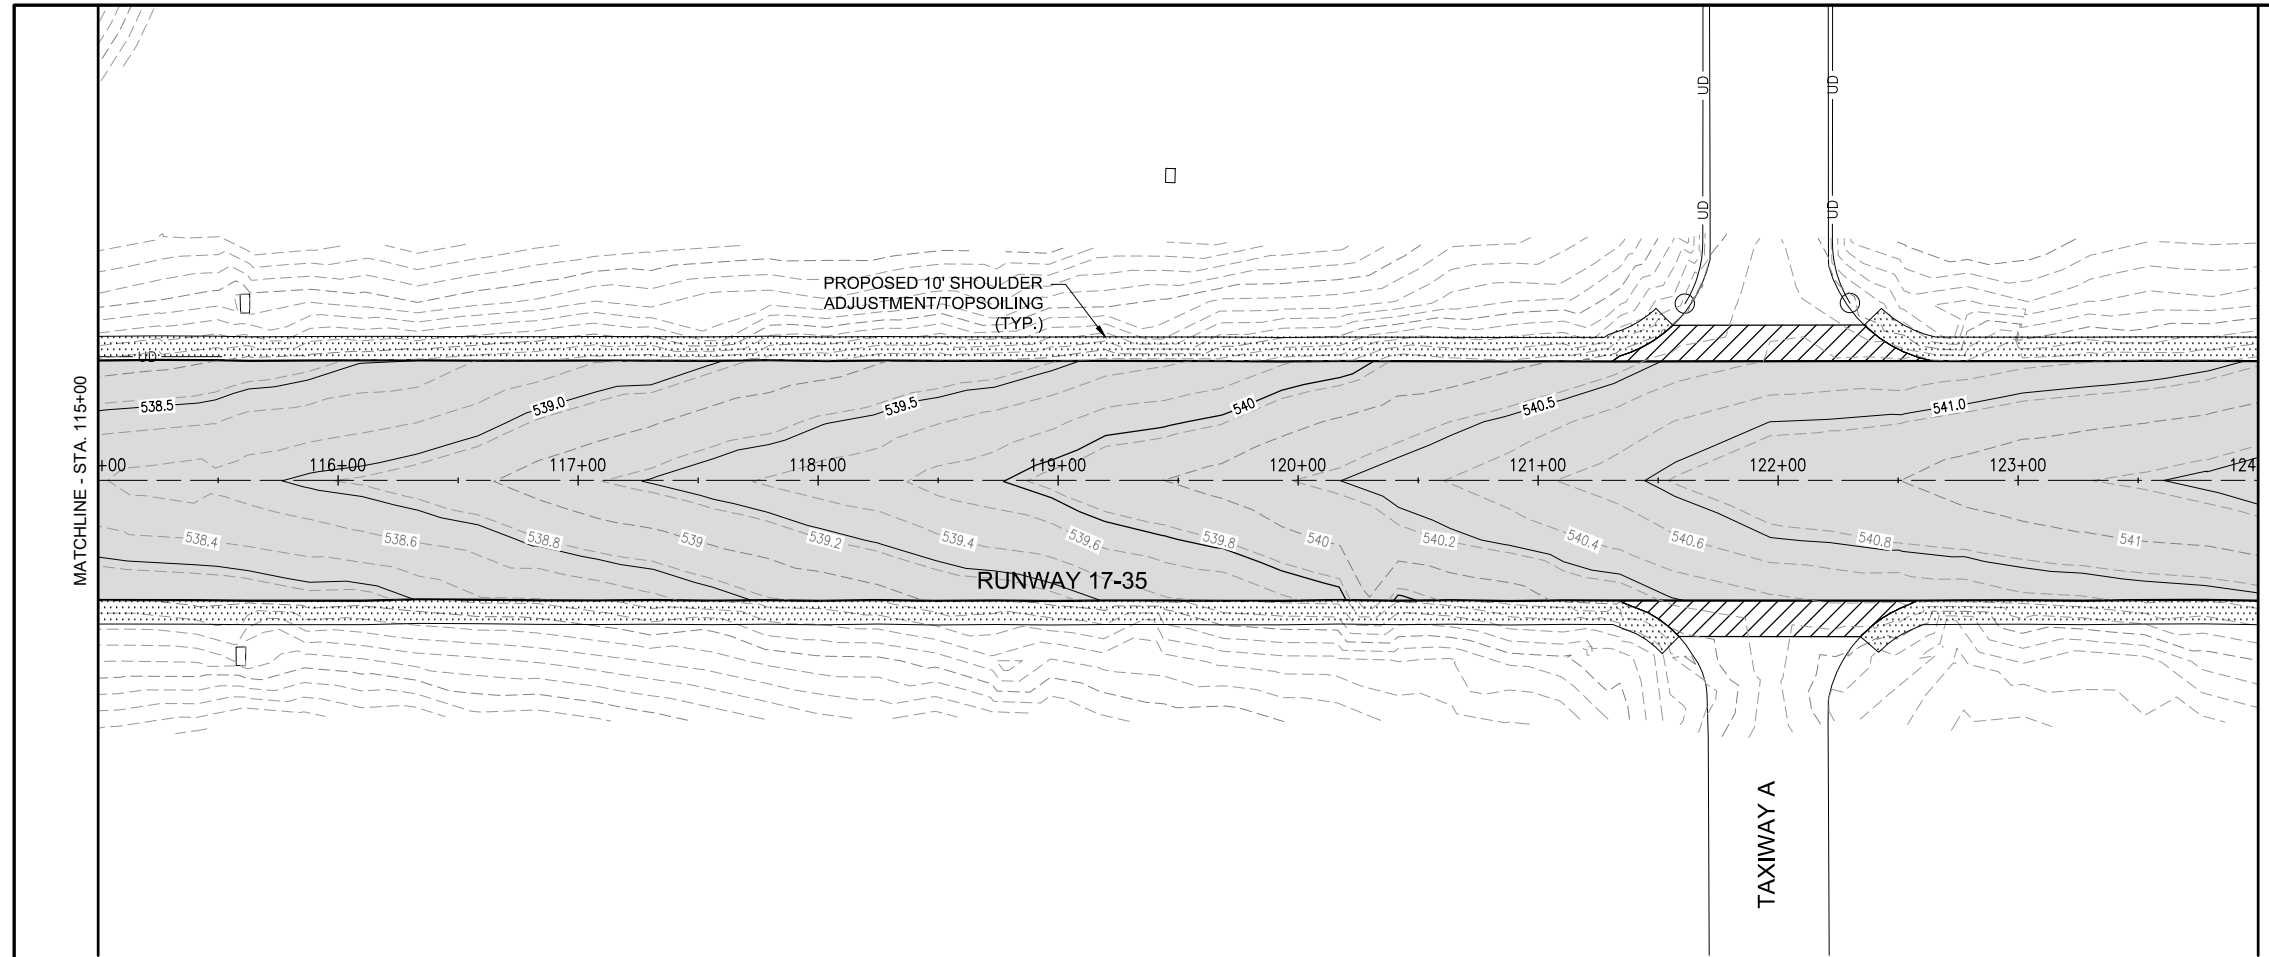 UD
UD
UD
UD
PROPOSED 10' SHOULDER
ADJUSTMENT/TOPSOILING
(TYP.)
UD
MATCHLINE - STA. 115+00
538.5
539.0
539.5
540
540.5
541.0
+00
116+00
117+00
118+00
119+00
120+00
121+00
122+00
123+00
124
538.4
538.6
538.8
539
539.2
539.4
539.6
539.8
540
540.2
540.4
540.6
540.8
541
RUNWAY 17-35
TAXIWAY A